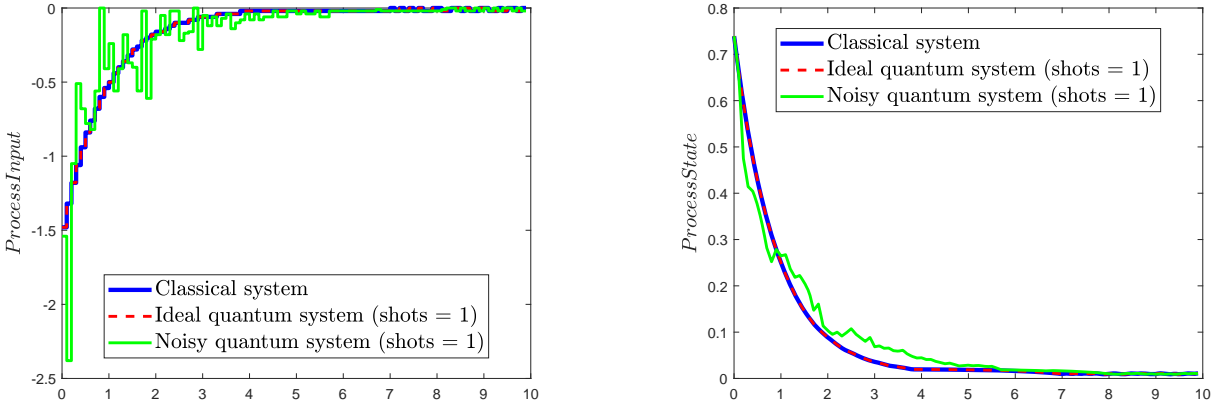 0
-0.5
-1
-1.5
-2
-2.5
ProcessInput
Classical system
Ideal quantum system (shots = 1)
Noisy quantum system (shots = 1)
0 1 2 3 4 5 6 7 8 9 10
0.8
0.7
0.6
0.5
0.4
0.3
0.2
0.1
0
ProcessState
Classical system
Ideal quantum system (shots = 1)
Noisy quantum system (shots = 1)
0 1 2 3 4 5 6 7 8 9 10